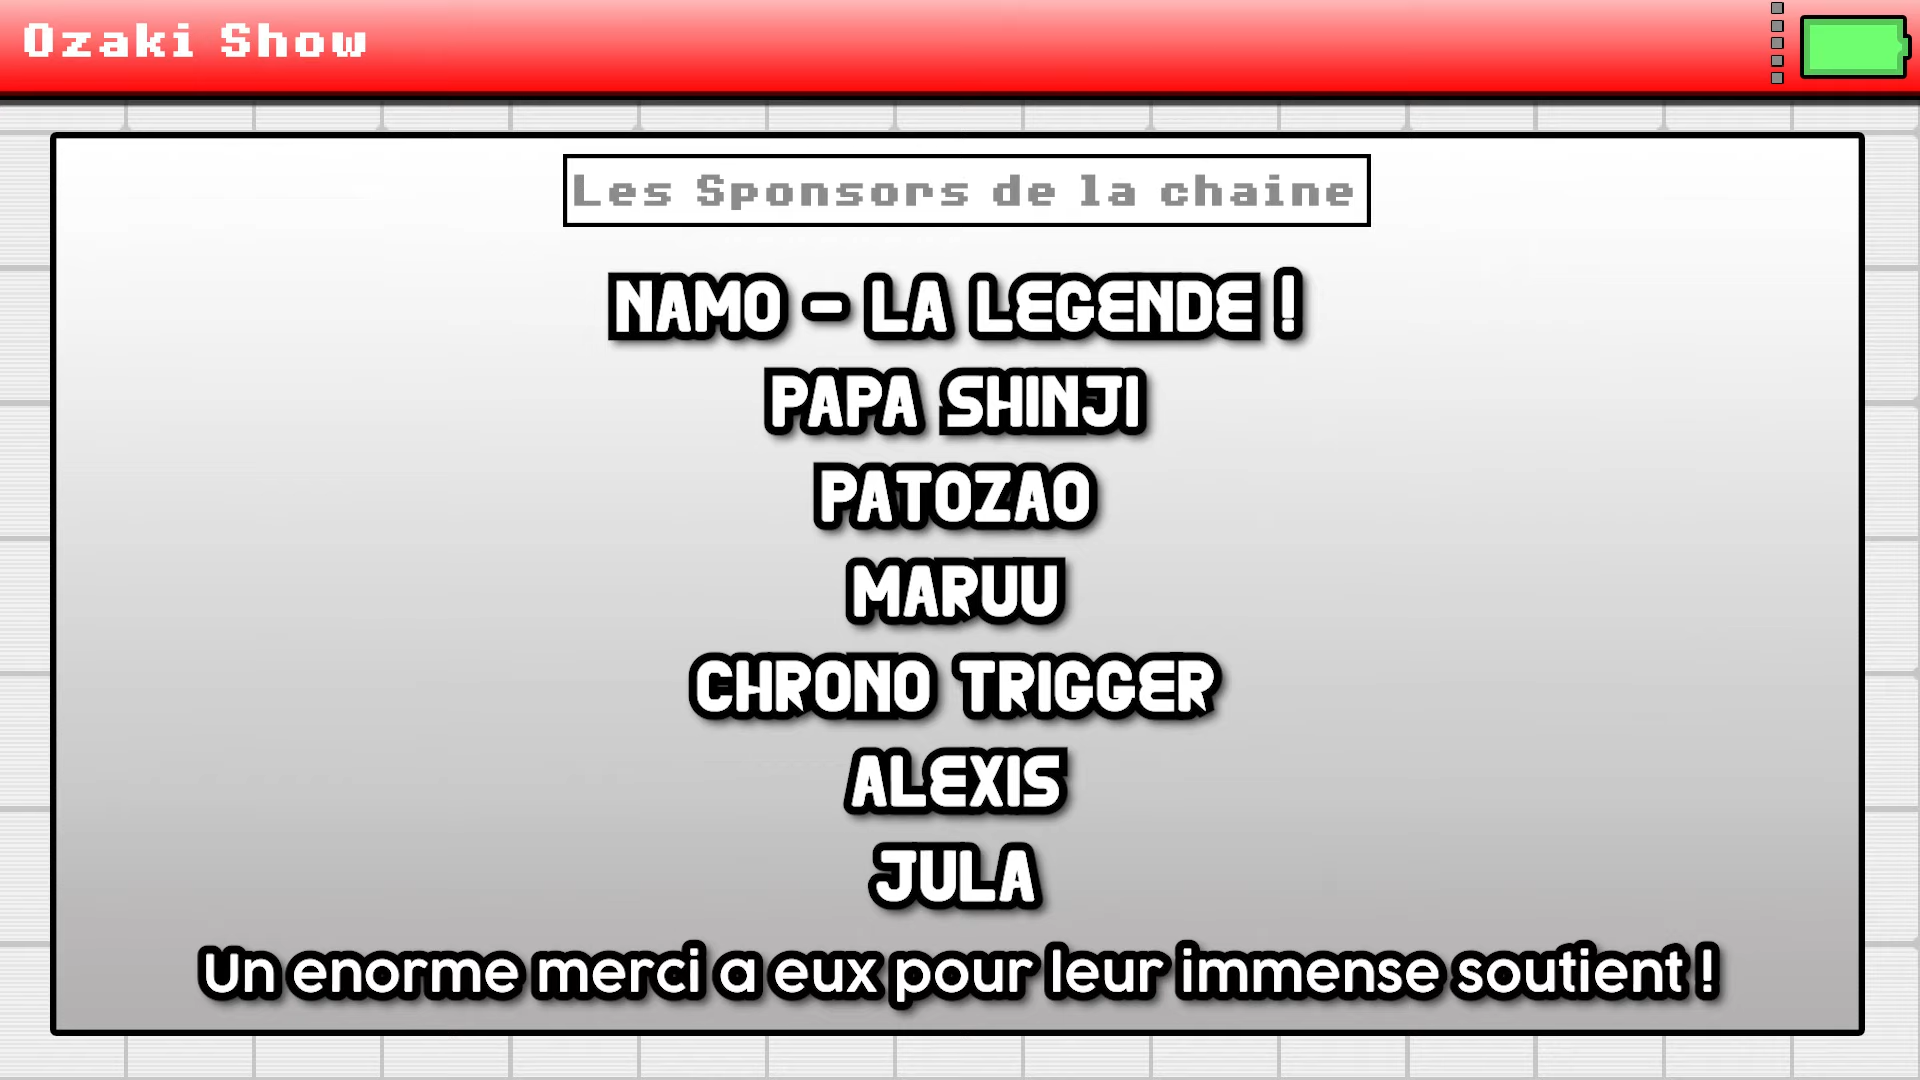 Ozaki Show
Les Sponsors de la chaine
NAMO - LA LEGENDE !
PAPA SHINJI
PATOZAO
MARUU
CHRONO TRIGGER
ALEXIS
JULA
Un enorme merci a eux pour leur immense soutient !